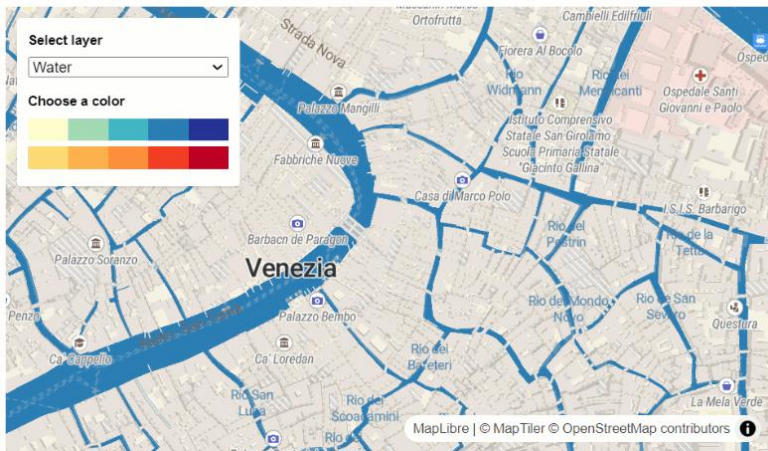 Select layer
Water
Choose a color
Strada Nova
Ortofrutta
Campielli Edilfriuli
Fiorera Al Bocolo
Palazzo Mangilli
Rio
Widmann
Rio dei
Mendicanti
Ospedale Santi
Giovanni e Paolo
Istituto Comprensivo
Statale San Girolamo
Scuola Primaria Statale
"Giacinto Gallina"
Fabbriche Nuove
Casa di Marco Polo
I.S.I.S. Barbarigo
Barbacn de Paragon
Rio del
Pestrin
Rio de la
Tetta
Palazzo Soranzo
Venezia
Palazzo Bembo
Rio del Mondo
Novo
Rio de San
Severo
Questura
Ca' Cappello
Ca' Loredan
Rio dei
Bareteri
Rio San
Luca
Rio dei
Scoacamini
La Mela Verde
MapLibre | © MapTiler © OpenStreetMap contributors